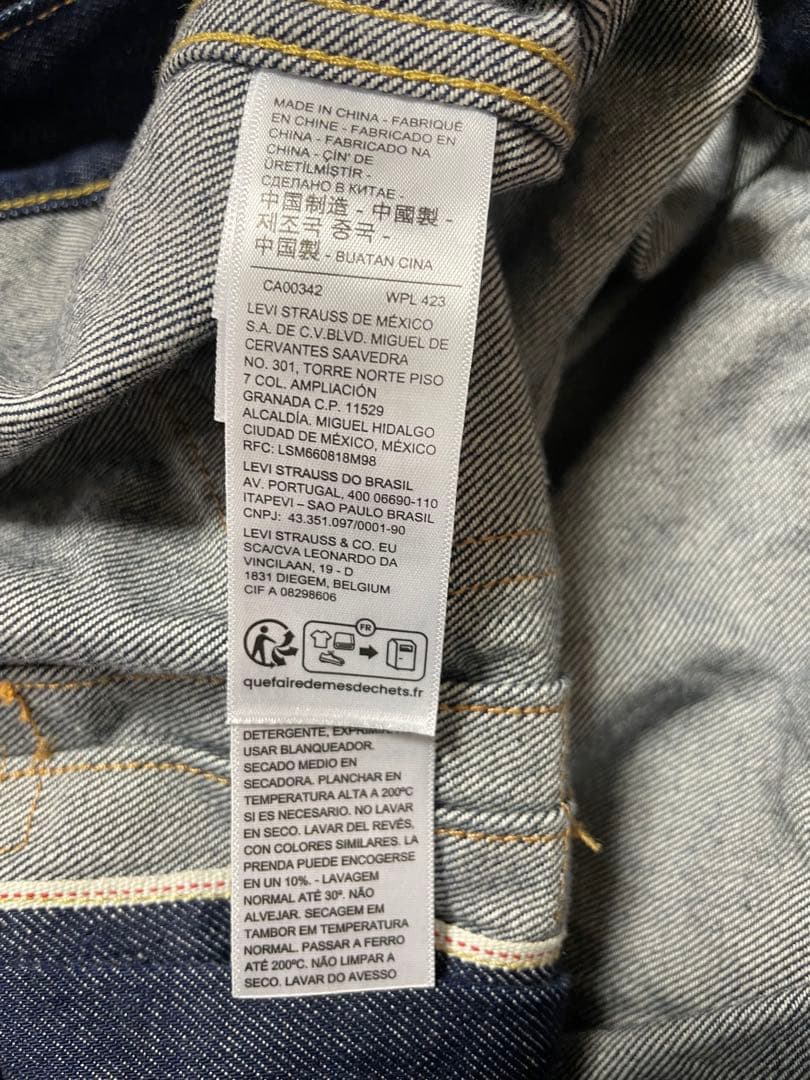 MADE IN CHINA - FABRIQUÉ
EN CHINE - FABRICADO EN
CHINA - FABRICADO NA
CHINA - ÇİN' DE
ÜRETİLMİŞTİR -
СДЕЛАНО В КИТАЕ -
中国制造 - 中國製 -
제조국 중국 -
中国製 - BUATAN CINA
CA00342 WPL 423
LEVI STRAUSS DE MÉXICO
S.A. DE C.V.BLVD. MIGUEL DE
CERVANTES SAAVEDRA
NO. 301, TORRE NORTE PISO
7 COL. AMPLIACIÓN
GRANADA C.P. 11529
ALCALDÍA. MIGUEL HIDALGO
CIUDAD DE MÉXICO, MÉXICO
RFC: LSM660818M98
LEVI STRAUSS DO BRASIL
AV. PORTUGAL, 400 06690-110
ITAPEVI – SAO PAULO BRASIL
CNPJ: 43.351.097/0001-90
LEVI STRAUSS & CO. EU
SCA/CVA LEONARDO DA
VINCILAAN, 19 - D
1831 DIEGEM, BELGIUM
CIF A 08298606
FR
quefairedemesdechets.fr
DETERGENTE, EXPRIMIR.
USAR BLANQUEADOR.
SECADO MEDIO EN
SECADORA. PLANCHAR EN
TEMPERATURA ALTA A 200ºC
SI ES NECESARIO. NO LAVAR
EN SECO. LAVAR DEL REVÉS,
CON COLORES SIMILARES. LA
PRENDA PUEDE ENCOGERSE
EN UN 10%. - LAVAGEM
NORMAL ATÉ 30º. NÃO
ALVEJAR. SECAGEM EM
TAMBOR EM TEMPERATURA
NORMAL. PASSAR A FERRO
ATÉ 200ºC. NÃO LIMPAR A
SECO. LAVAR DO AVESSO